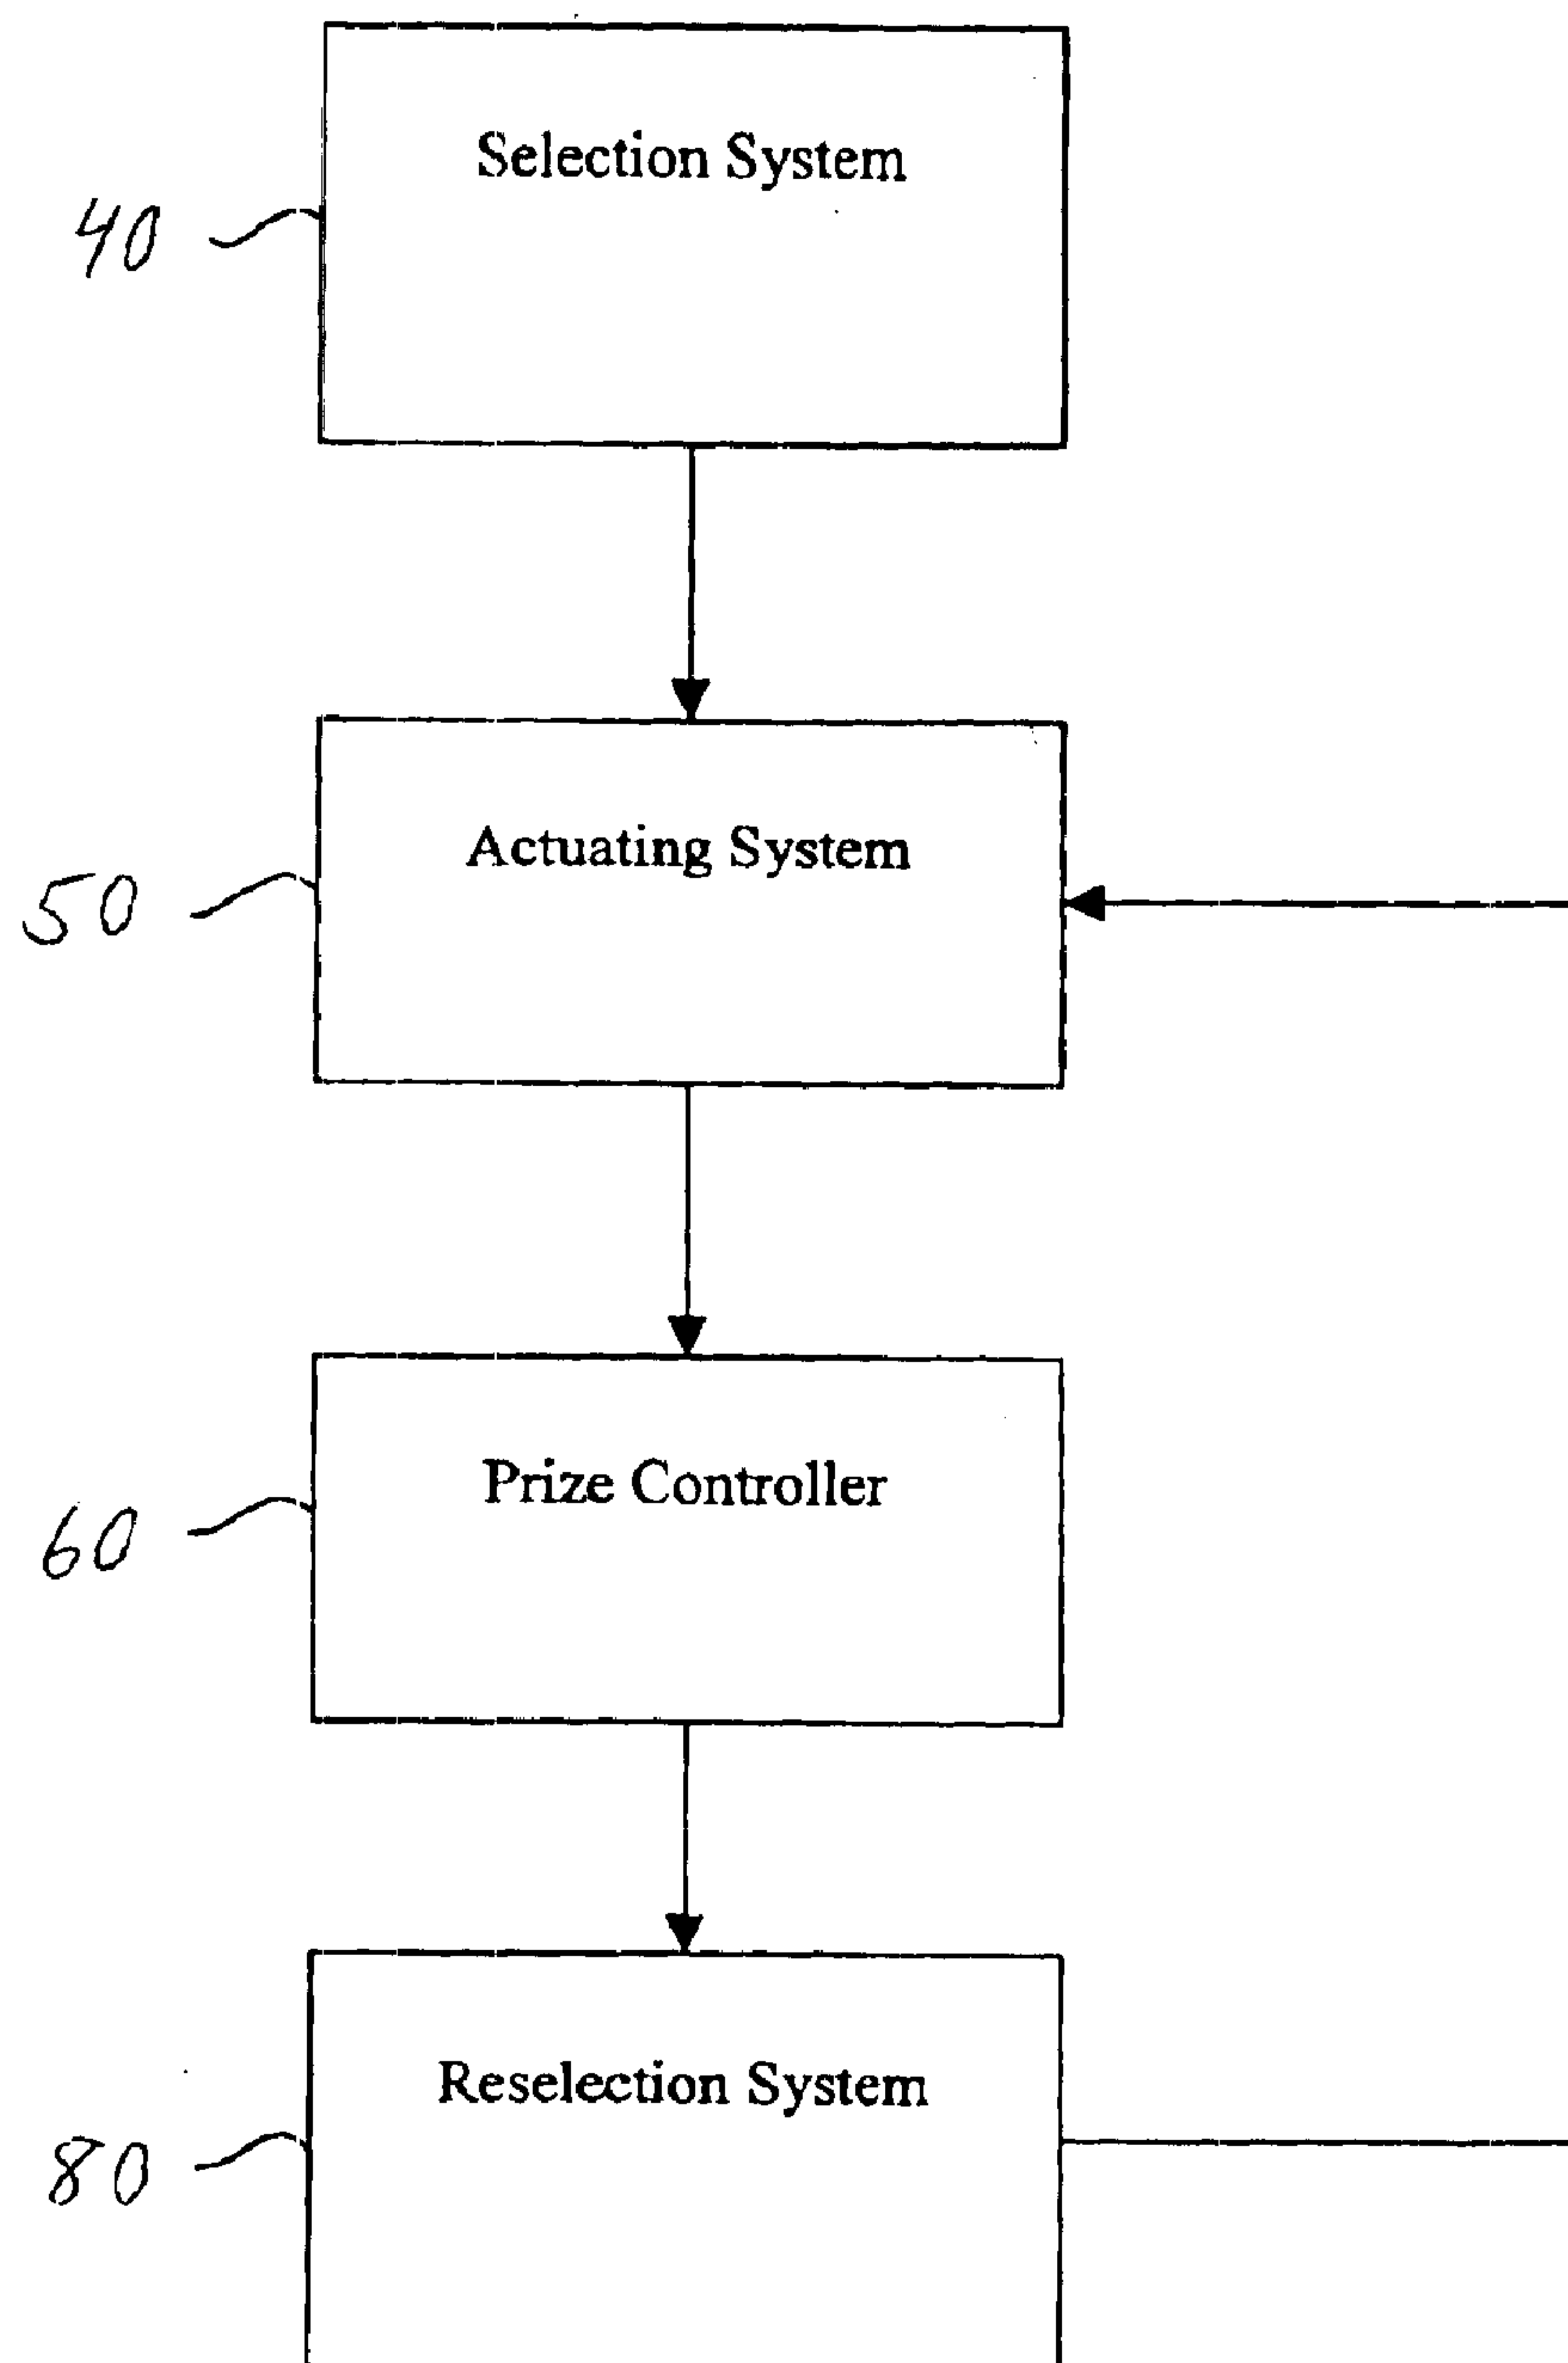 Selection System
40
Actuating System
50
Prize Controller
60
Reselection System
80